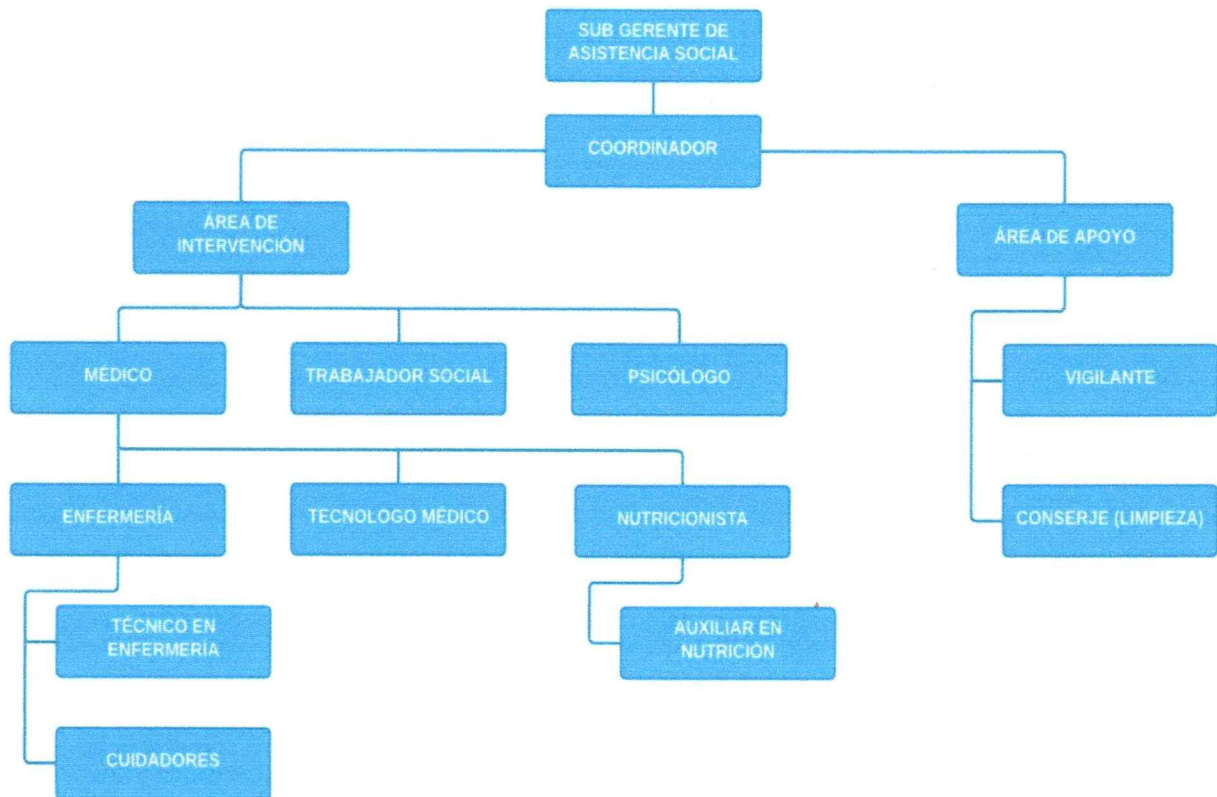 SUB GERENTE DE
ASISTENCIA SOCIAL
COORDINADOR
ÁREA DE
INTERVENCIÓN
ÁREA DE APOYO
MÉDICO
TRABAJADOR SOCIAL
PSICÓLOGO
VIGILANTE
ENFERMERÍA
TECNOLOGO MÉDICO
NUTRICIONISTA
CONSERJE (LIMPIEZA)
TÉCNICO EN
ENFERMERÍA
AUXILIAR EN
NUTRICIÓN
CUIDADORES